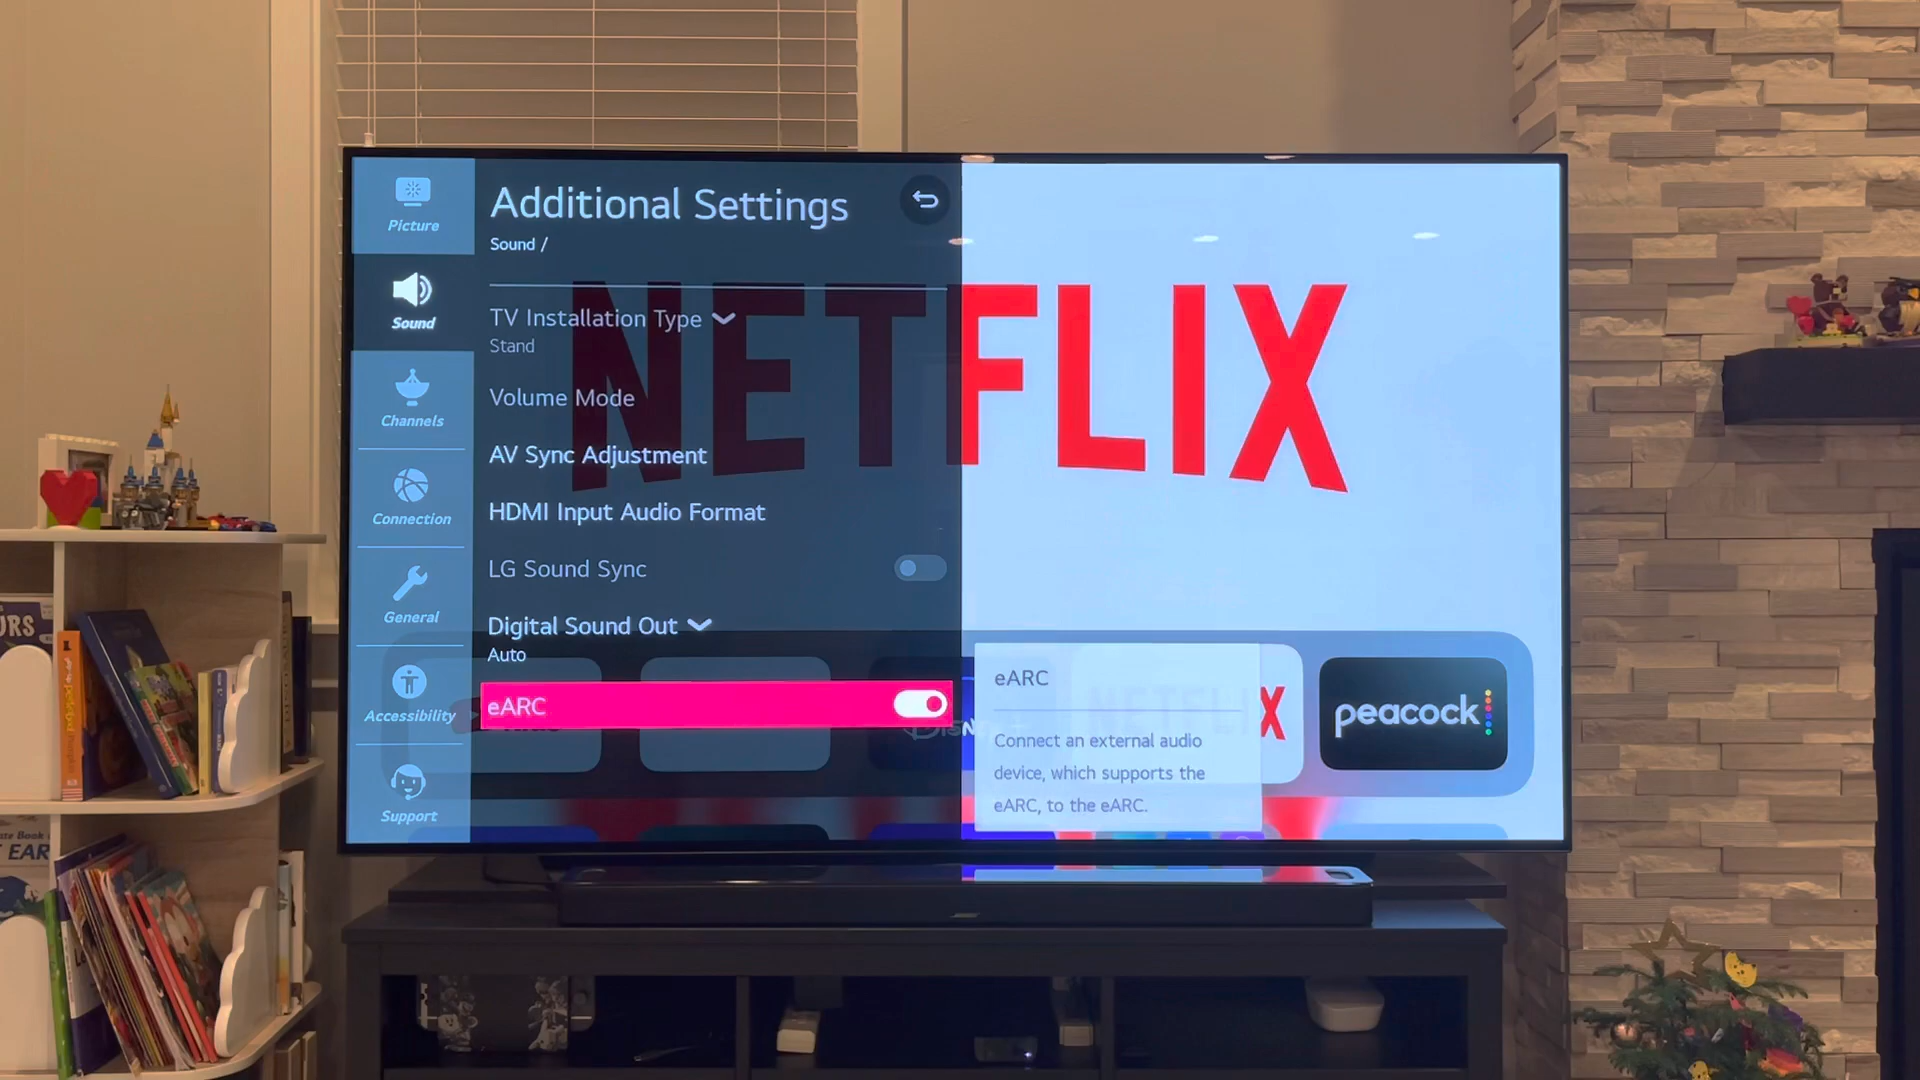 Picture
Sound
Channels
Connection
General
Accessibility
Support
Additional Settings
Sound /
TV Installation Type
Stand
Volume Mode
AV Sync Adjustment
HDMI Input Audio Format
LG Sound Sync
Digital Sound Out
Auto
eARC
NETFLIX
eARC
Connect an external audio
device, which supports the
eARC, to the eARC.
NETFLIX
peacock